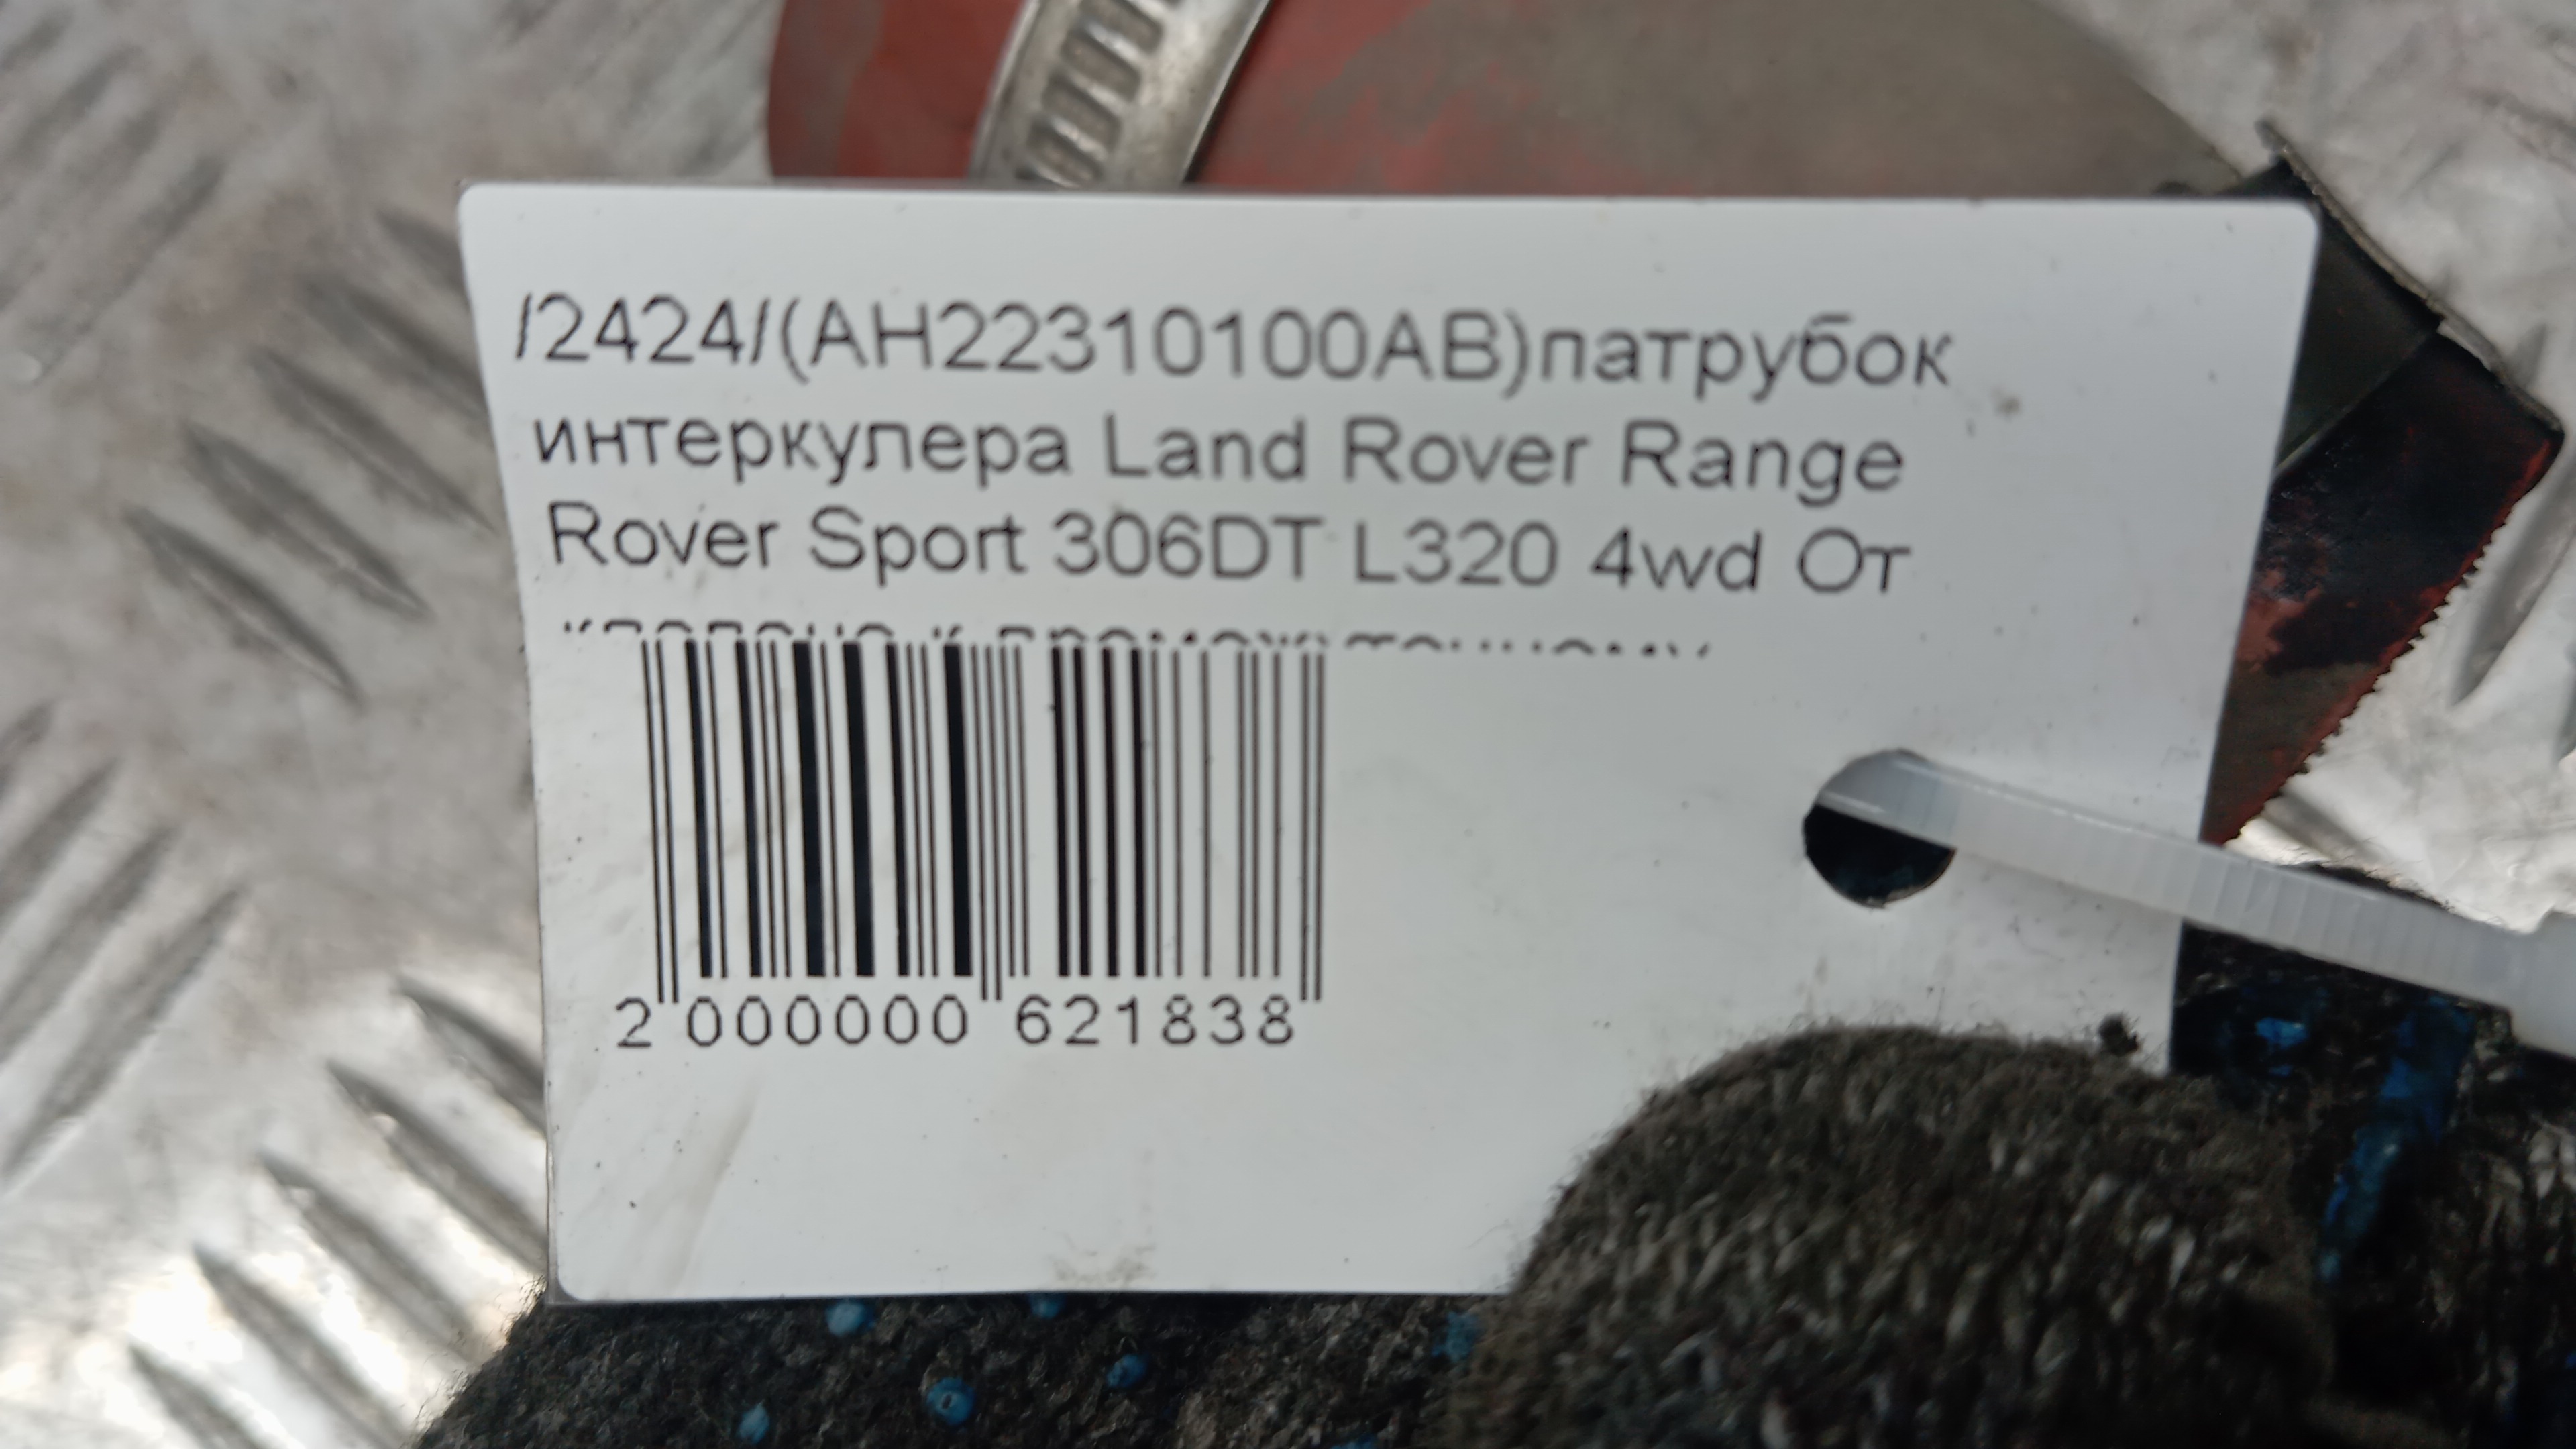 /2424/(AH22310100AB)патрубок
интеркулера Land Rover Range
Rover Sport 306DT L320 4wd От
2 000000 621838